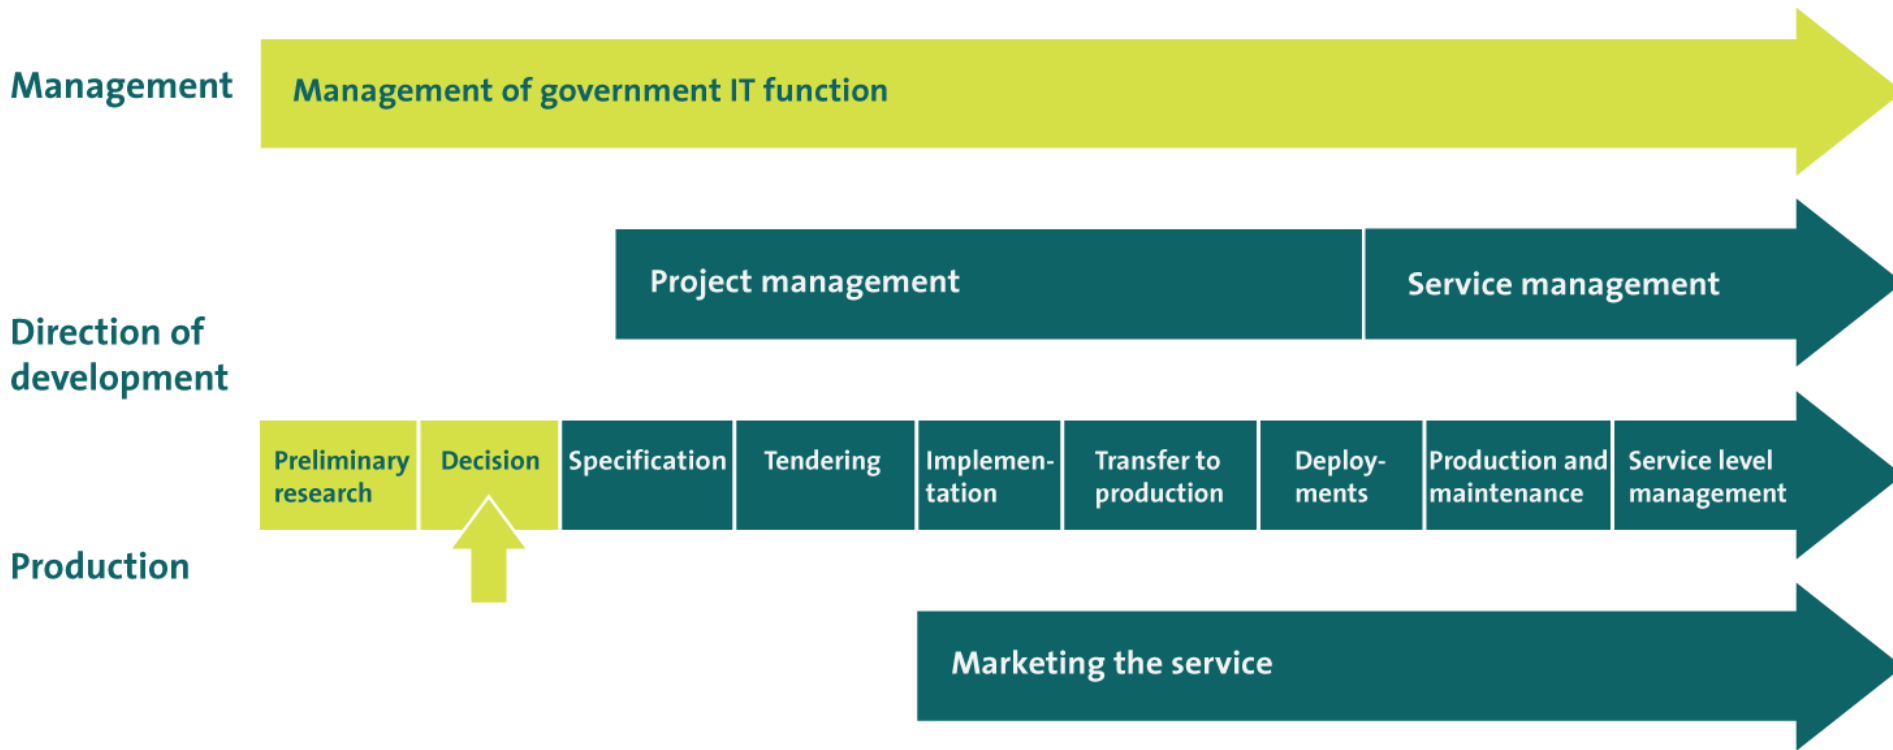 Management
Management of government IT function
Project management
Service management
Direction of
development
Preliminary
research
Decision
Specification
Tendering
Implemen-
tation
Transfer to
production
Deploy-
ments
Production and
maintenance
Service level
management
Production
Marketing the service